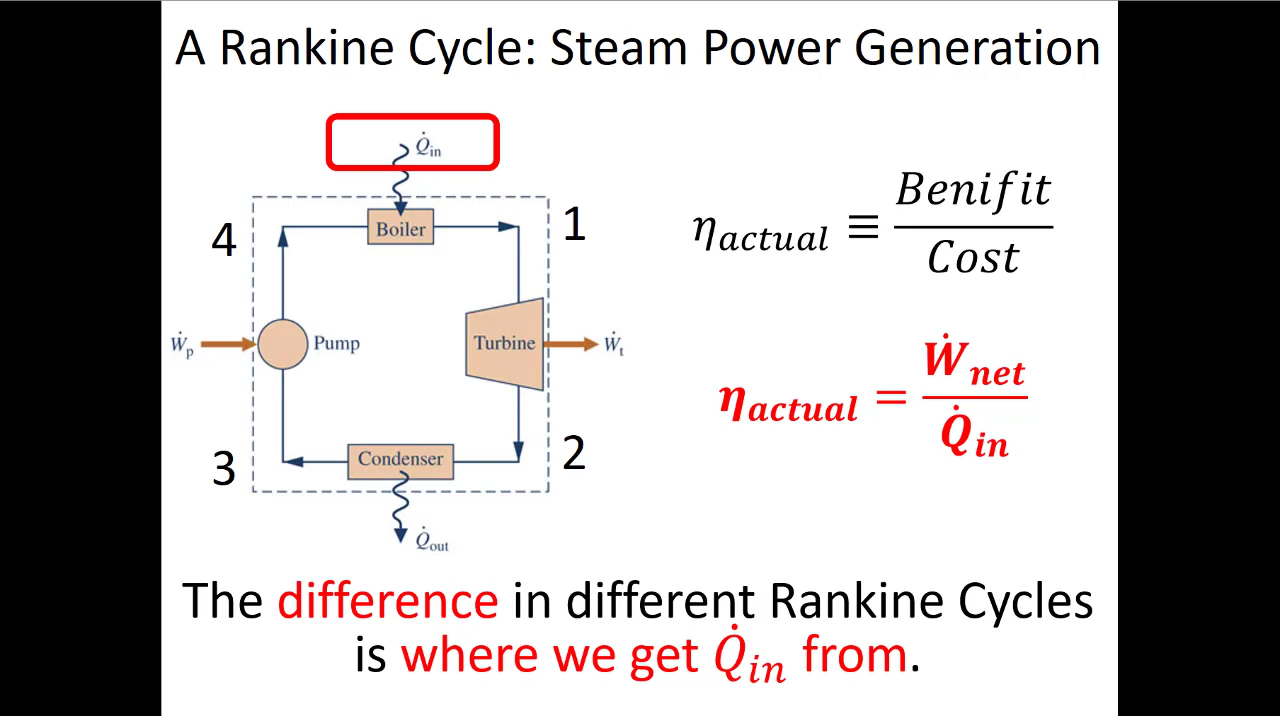 A Rankine Cycle: Steam Power Generation
Q̇in
4
Boiler
1
Ẇp
Pump
Turbine
Ẇt
3
Condenser
2
Q̇out
ηactual ≡ Benifit / Cost
ηactual = Ẇnet / Q̇in
The difference in different Rankine Cycles
is where we get Q̇in from.